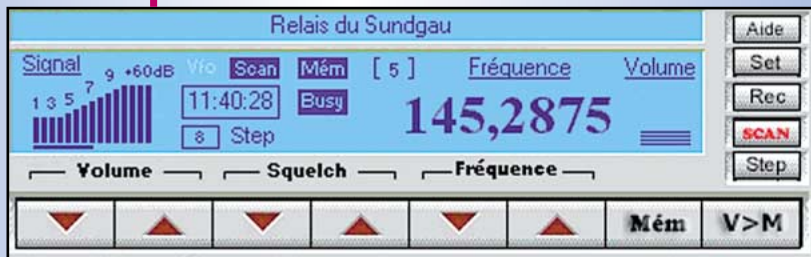 Relais du Sundgau
Aide
Signal Vfo Scan Mém [ 5 ] Fréquence Volume
Set
1 3 5 7 9 +60dB
11:40:28 Busy 145,2875
Rec
8 Step
SCAN
Volume Squelch Fréquence
Step
Mém V>M